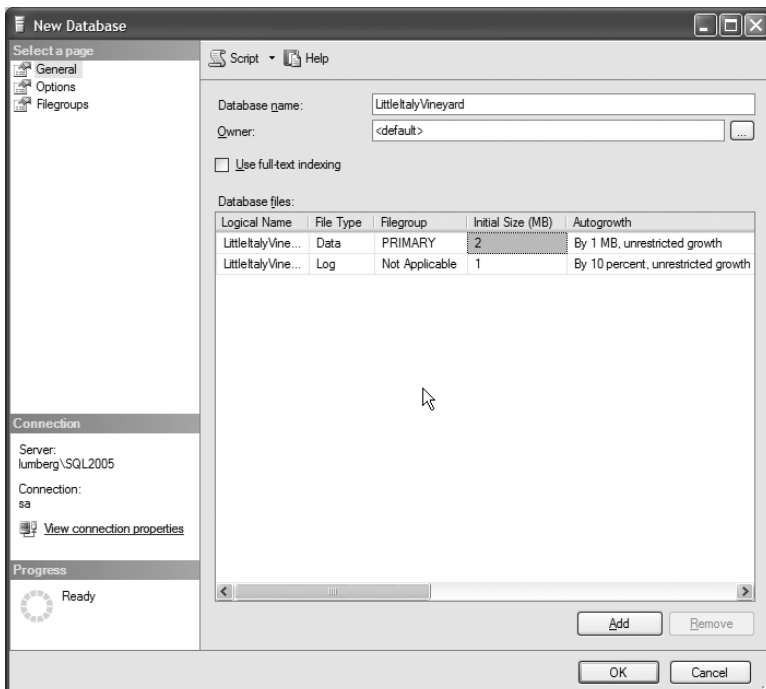 New Database
Select a page
General
Options
Filegroups
Script
Help
Database name:
LittleItalyVineyard
Owner:
<default>
...
Use full-text indexing
Database files:
Logical Name
File Type
Filegroup
Initial Size (MB)
Autogrowth
LittleItalyVine...
Data
PRIMARY
2
By 1 MB, unrestricted growth
LittleItalyVine...
Log
Not Applicable
1
By 10 percent, unrestricted growth
Connection
Server:
lumberg\SQL2005
Connection:
sa
View connection properties
Progress
Ready
Add
Remove
OK
Cancel